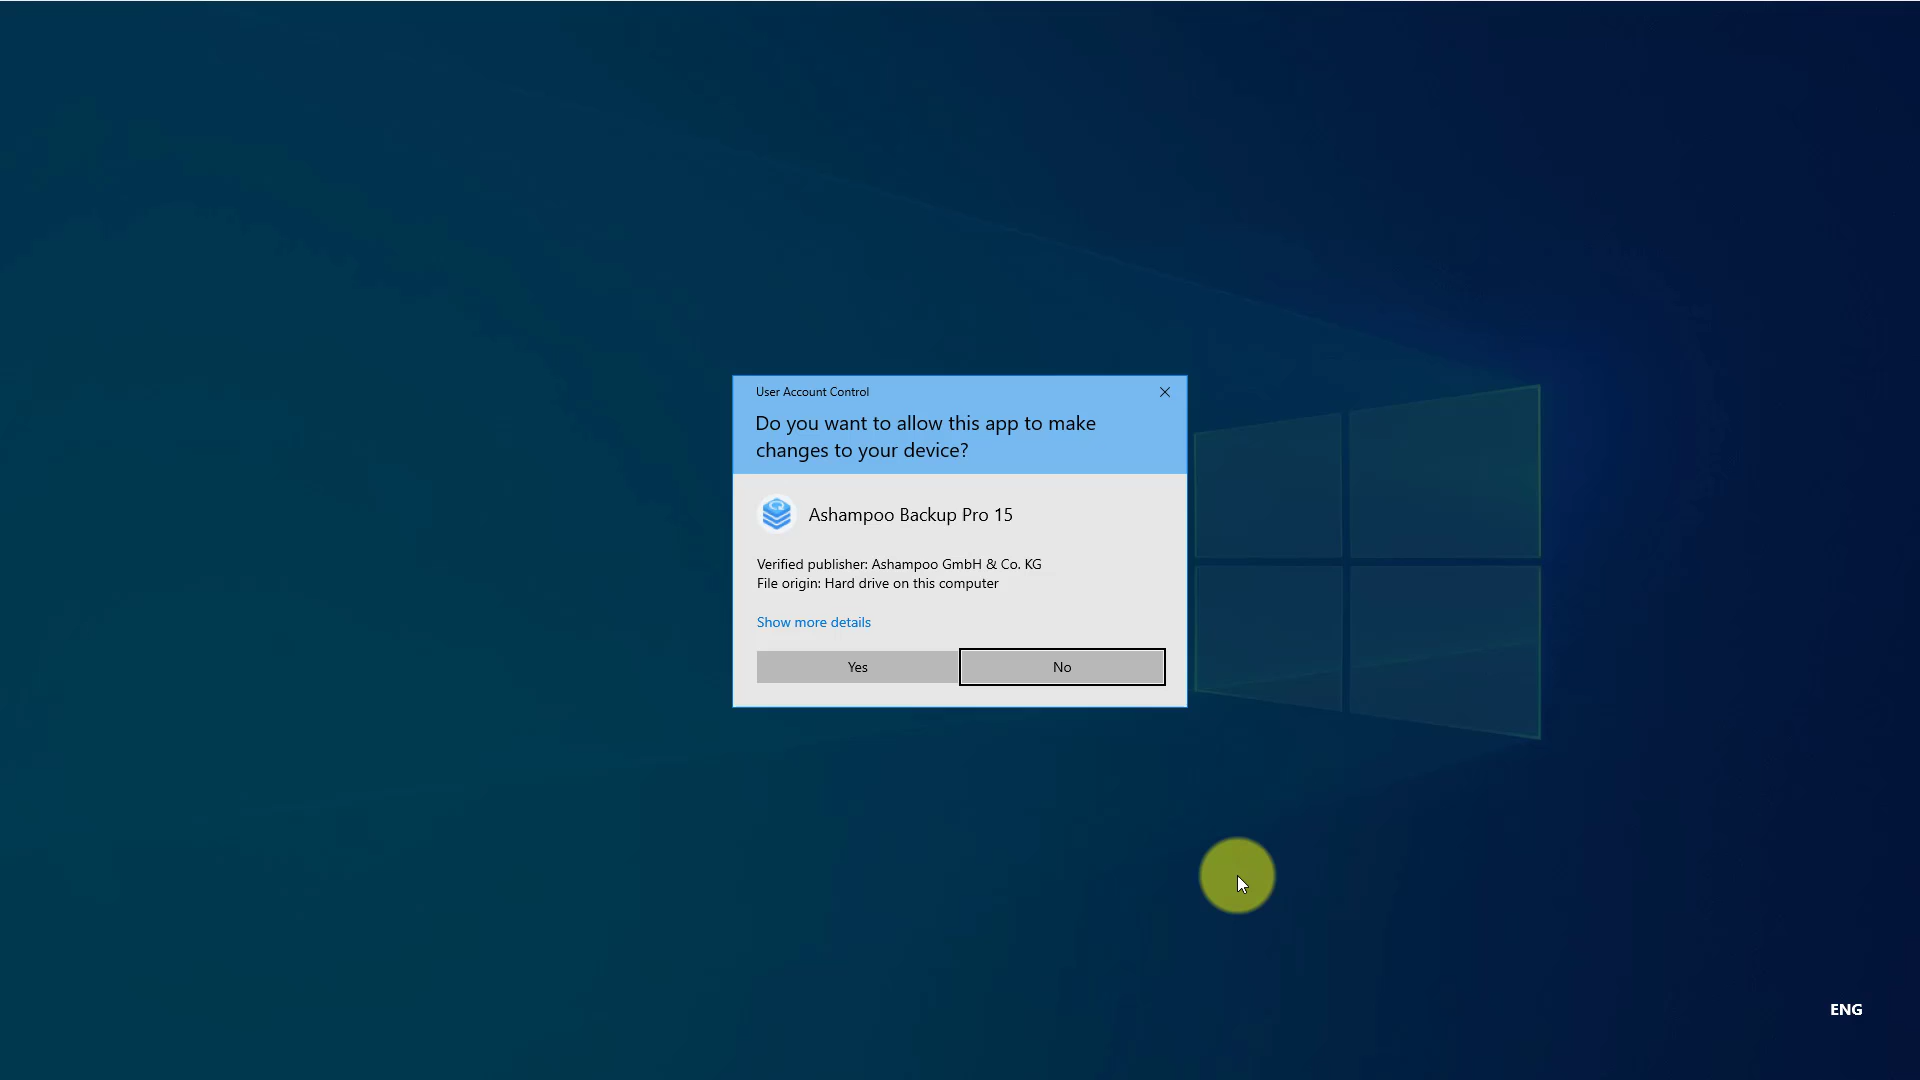 User Account Control
Do you want to allow this app to make
changes to your device?
Ashampoo Backup Pro 15
Verified publisher: Ashampoo GmbH & Co. KG
File origin: Hard drive on this computer
Show more details
Yes
No
ENG